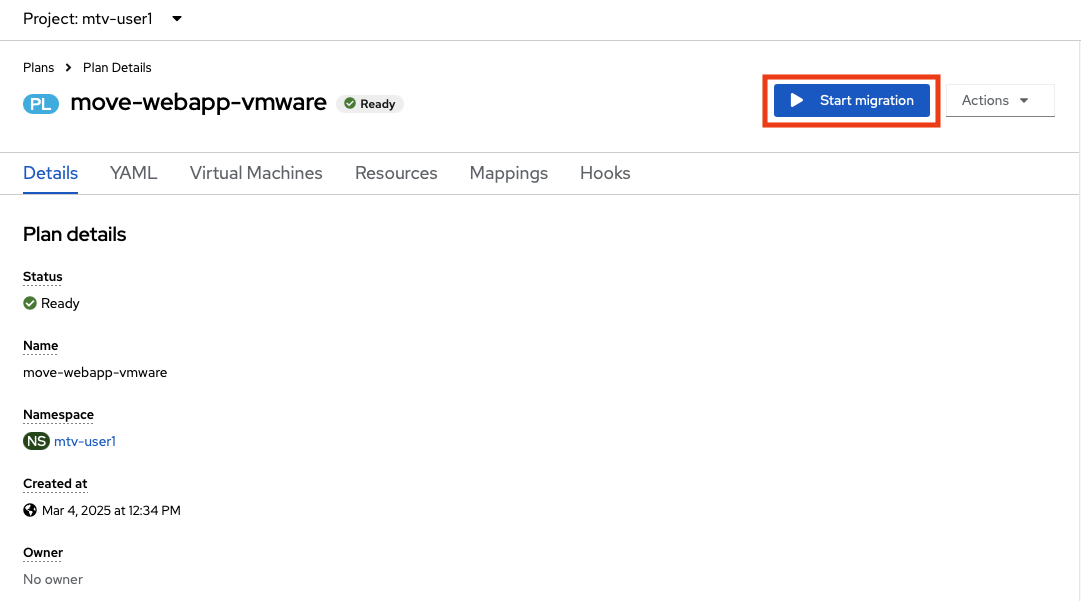 Project: mtv-user1
Plans > Plan Details
PL move-webapp-vmware Ready
Start migration
Actions
Details YAML Virtual Machines Resources Mappings Hooks
Plan details
Status
Ready
Name
move-webapp-vmware
Namespace
NS mtv-user1
Created at
Mar 4, 2025 at 12:34 PM
Owner
No owner